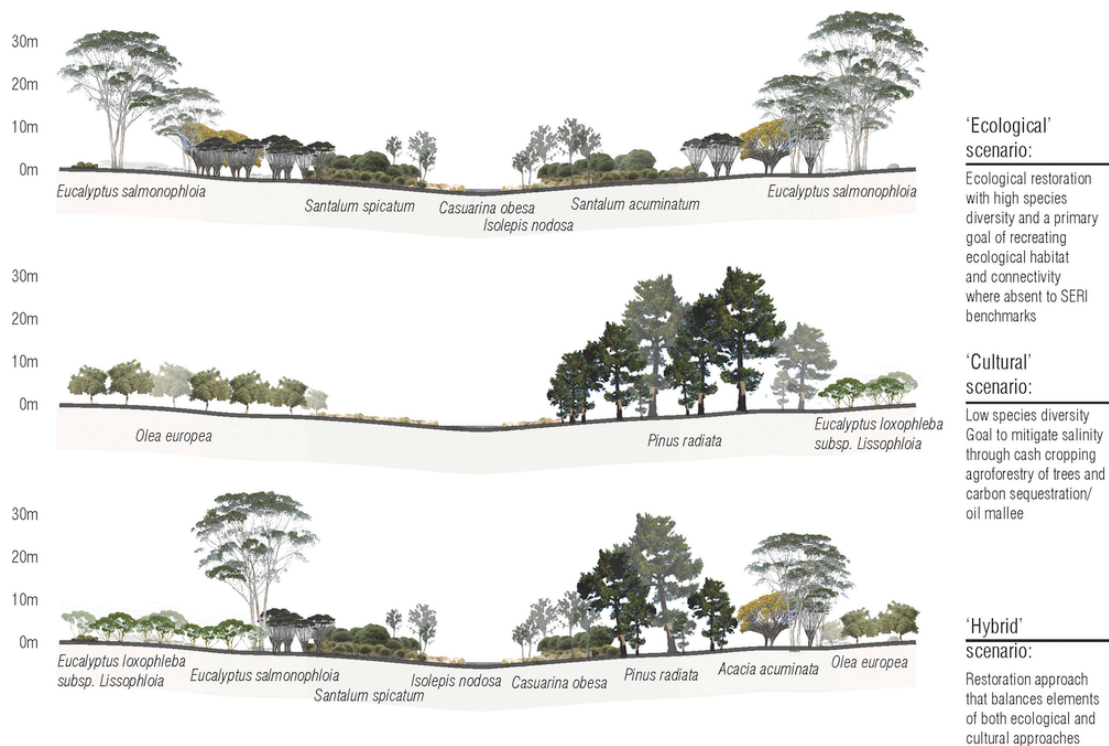 30m
20m
10m
0m
Eucalyptus salmonophloia
Santalum spicatum
Casuarina obesa
Isolepis nodosa
Santalum acuminatum
Eucalyptus salmonophloia
'Ecological'
scenario:
Ecological restoration
with high species
diversity and a primary
goal of recreating
ecological habitat
and connectivity
where absent to SERI
benchmarks
30m
20m
10m
0m
Olea europea
Pinus radiata
Eucalyptus loxophleba
subsp. Lissophloia
'Cultural'
scenario:
Low species diversity
Goal to mitigate salinity
through cash cropping
agroforestry of trees and
carbon sequestration/
oil mallee
30m
20m
10m
0m
Eucalyptus loxophleba
subsp. Lissophloia
Eucalyptus salmonophloia
Santalum spicatum
Isolepis nodosa
Casuarina obesa
Pinus radiata
Acacia acuminata
Olea europea
'Hybrid'
scenario:
Restoration approach
that balances elements
of both ecological and
cultural approaches